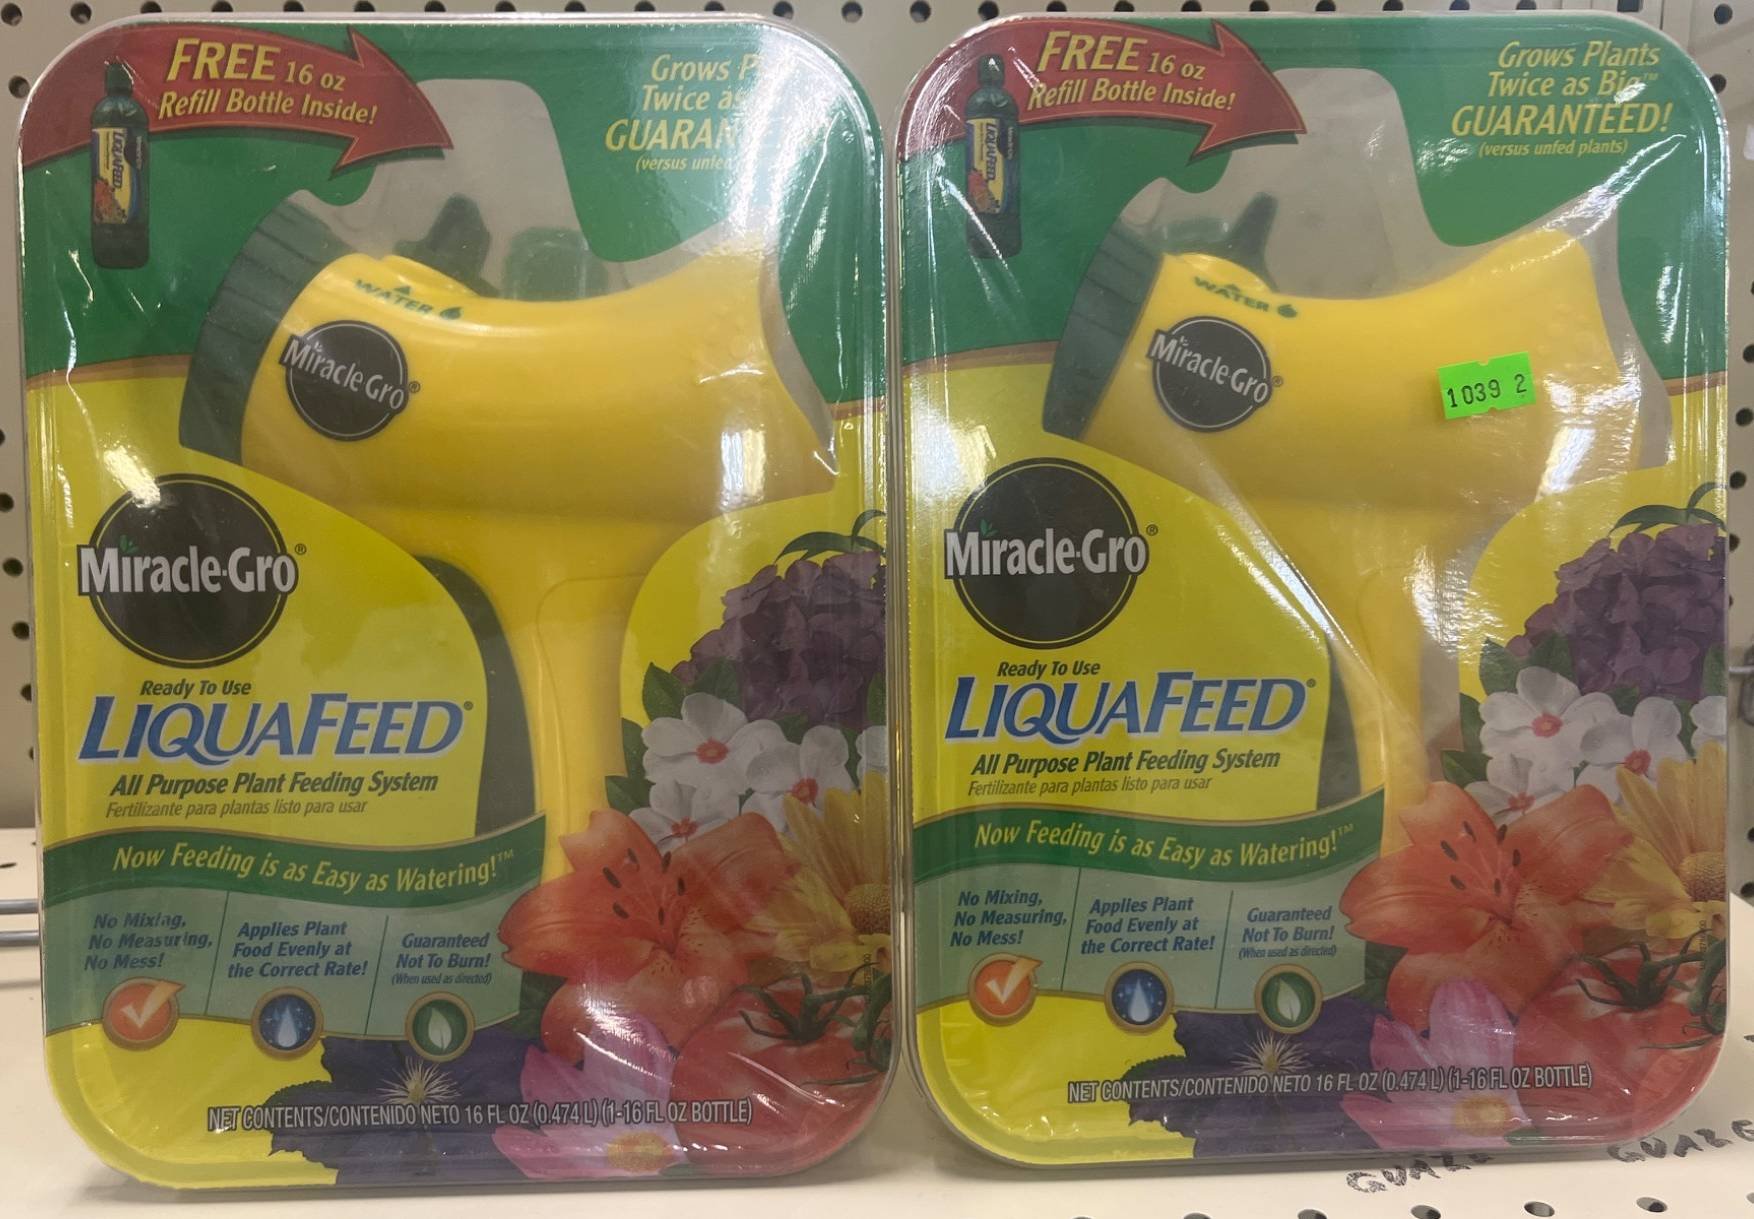 FREE 16 oz
Refill Bottle Inside!
Grows
Twice
(versus
WATER
Miracle-Gro®
Miracle-Gro®
Ready To Use
LIQUAFEED®
All Purpose Plant Feeding System
Fertilizante para plantas listo para usar
Now Feeding is as Easy as Watering!™
No Mixing,
No Measuring,
No Mess!
Applies Plant
Food Evenly at
the Correct Rate!
Guaranteed
Not To Burn!
(When used as directed)
NET CONTENTS/CONTENIDO NETO 16 FL OZ (0.474 L) (1-16 FL OZ BOTTLE)
FREE 16 oz
Refill Bottle Inside!
Grows Plants
Twice as Big™
GUARANTEED!
(versus unfed plants)
WATER
Miracle-Gro®
1039 2
Miracle-Gro®
Ready To Use
LIQUAFEED®
All Purpose Plant Feeding System
Fertilizante para plantas listo para usar
Now Feeding is as Easy as Watering!™
No Mixing,
No Measuring,
No Mess!
Applies Plant
Food Evenly at
the Correct Rate!
Guaranteed
Not To Burn!
(When used as directed)
NET CONTENTS/CONTENIDO NETO 16 FL OZ (0.474 L) (1-16 FL OZ BOTTLE)